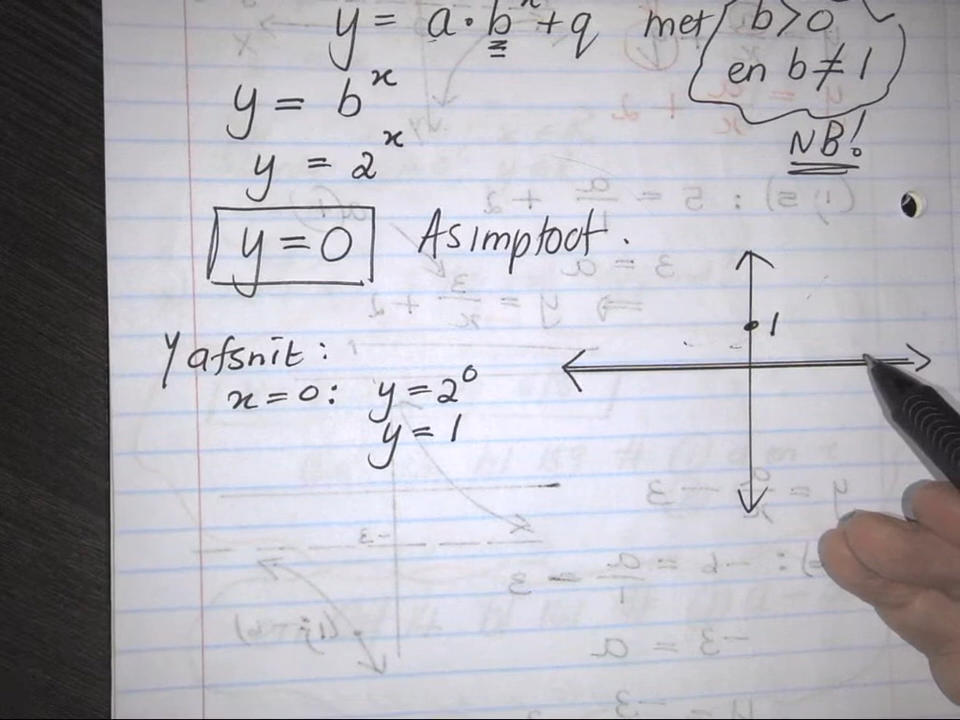 y = a · b^x + q met b>0
en b≠1
NB!
y = b^x
y = 2^x
y = 0 Asimptoot.
1
Y afsnit:
x = 0: y = 2^0
y = 1